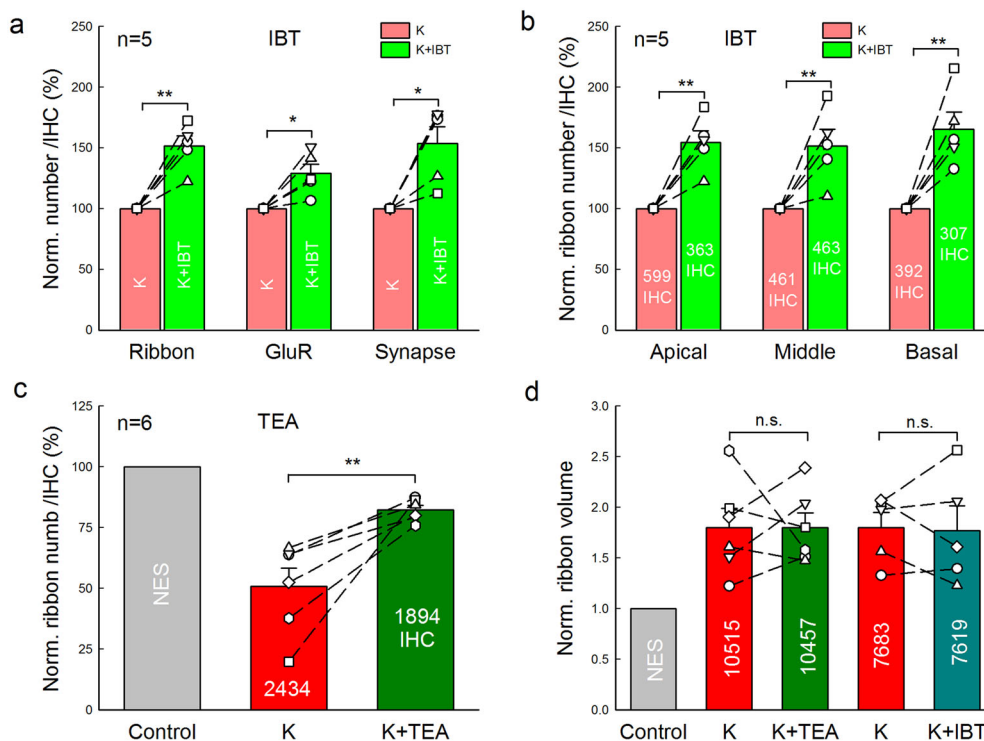 a
n=5
IBT
K
K+IBT
Norm. number /IHC (%)
250
200
150
100
50
0
**
*
*
K
K+IBT
K
K+IBT
K
K+IBT
Ribbon
GluR
Synapse
b
n=5
IBT
K
K+IBT
Norm. ribbon number /IHC (%)
250
200
150
100
50
0
**
**
**
599
IHC
363
IHC
461
IHC
463
IHC
392
IHC
307
IHC
Apical
Middle
Basal
c
n=6
TEA
Norm. ribbon numb /IHC (%)
125
100
75
50
25
0
**
NES
2434
1894
IHC
Control
K
K+TEA
d
Norm. ribbon volume
3.0
2.5
2.0
1.5
1.0
0.5
0.0
n.s.
n.s.
NES
10515
10457
7683
7619
Control
K
K+TEA
K
K+IBT